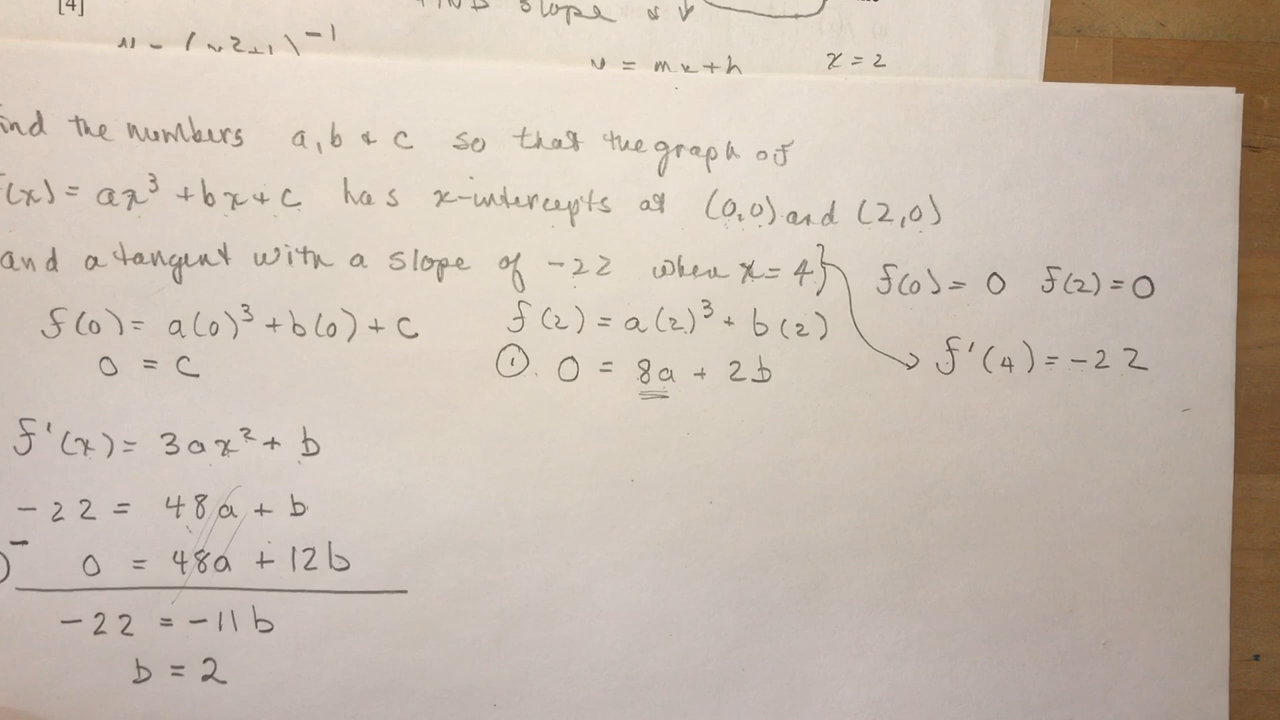 [4]
slope
x = 2
the numbers a, b & c so that the graph of
(x) = ax³ + bx + c has x-intercepts at (0,0) and (2,0)
and a tangent with a slope of -22 when x = 4} f(0) = 0 f(2) = 0
f(0) = a(0)³ + b(0) + c f(2) = a(2)³ + b(2)
0 = c ①. 0 = 8a + 2b f'(4) = -22
f'(x) = 3ax² + b
-22 = 48a + b
- 0 = 48a + 12b
-22 = -11b
b = 2